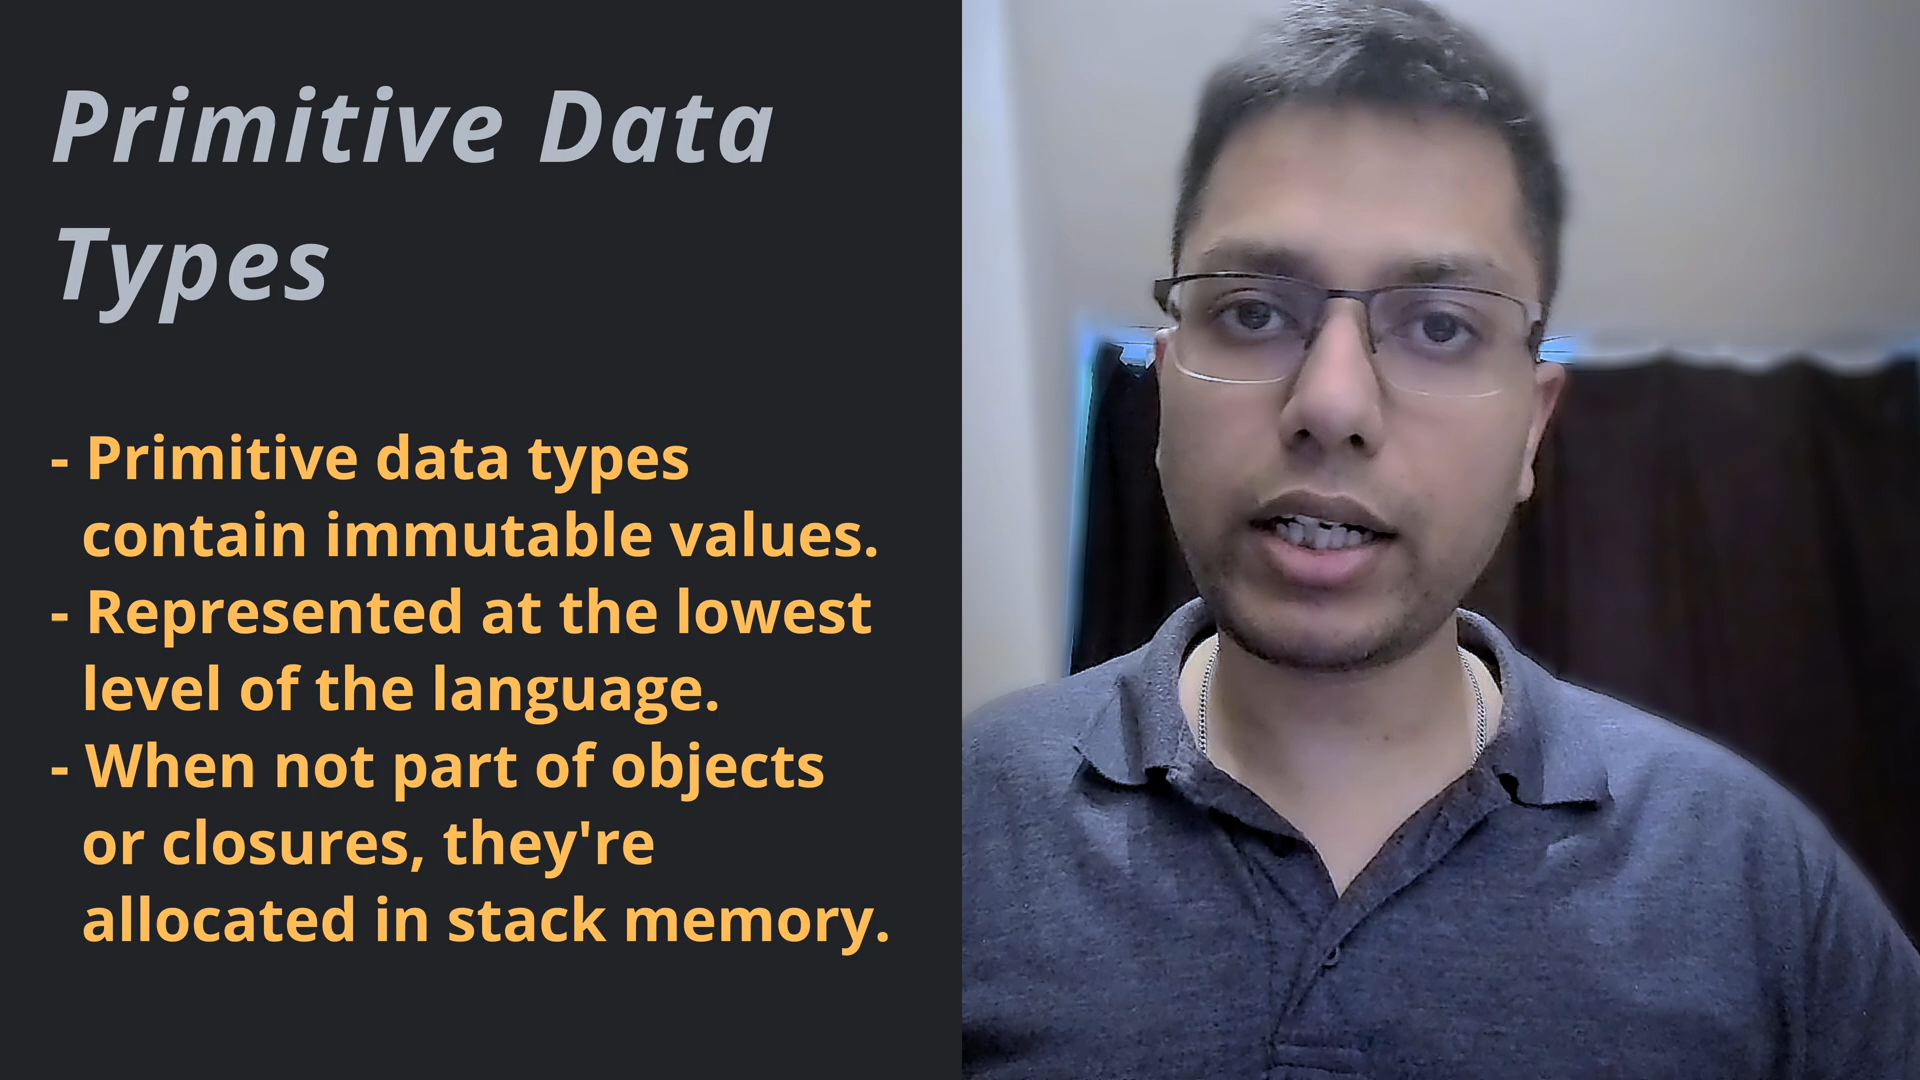 Primitive Data
Types
- Primitive data types
contain immutable values.
- Represented at the lowest
level of the language.
- When not part of objects
or closures, they're
allocated in stack memory.